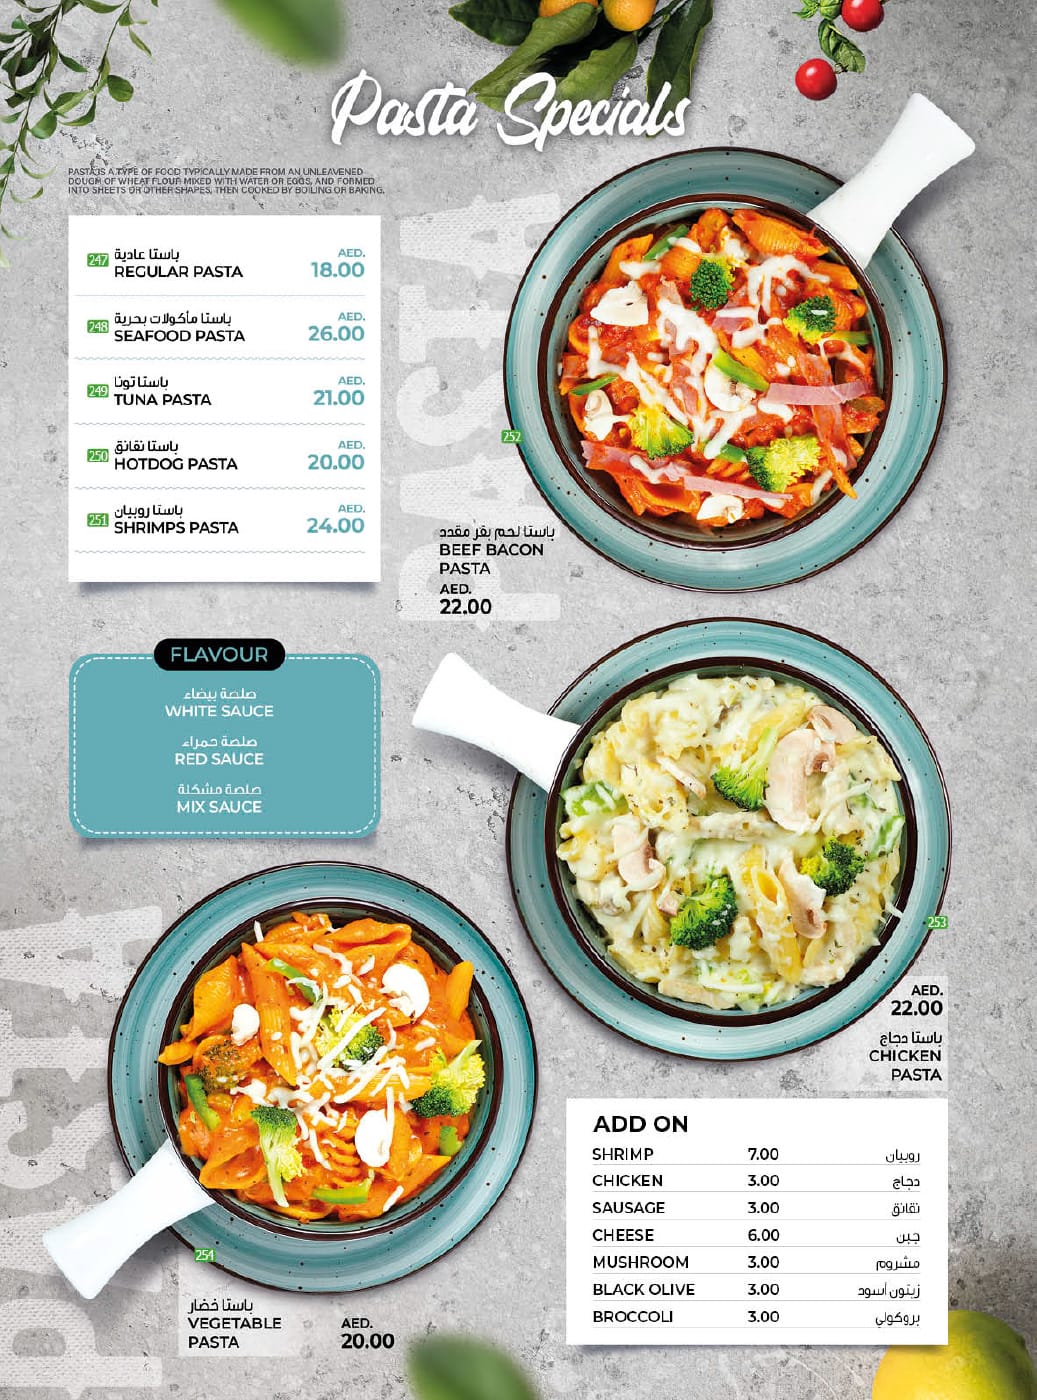 Pasta Specials
PASTA IS A TYPE OF FOOD TYPICALLY MADE FROM AN UNLEAVENED
DOUGH OF WHEAT FLOUR MIXED WITH WATER OR EGGS, AND FORMED
INTO SHEETS OR OTHER SHAPES, THEN COOKED BY BOILING OR BAKING.
PASTA
247
باستا عادية
REGULAR PASTA
AED.
18.00
248
باستا مأكولات بحرية
SEAFOOD PASTA
AED.
26.00
249
باستا تونا
TUNA PASTA
AED.
21.00
250
باستا نقانق
HOTDOG PASTA
AED.
20.00
251
باستا روبيان
SHRIMPS PASTA
AED.
24.00
252
باستا لحم بقر مقدد
BEEF BACON
PASTA
AED.
22.00
FLAVOUR
صلصة بيضاء
WHITE SAUCE
صلصة حمراء
RED SAUCE
صلصة مشكلة
MIX SAUCE
253
AED.
22.00
باستا دجاج
CHICKEN
PASTA
PASTA
254
باستا خضار
VEGETABLE
PASTA
AED.
20.00
ADD ON
SHRIMP 7.00 روبيان
CHICKEN 3.00 دجاج
SAUSAGE 3.00 نقانق
CHEESE 6.00 جبن
MUSHROOM 3.00 مشروم
BLACK OLIVE 3.00 زيتون أسود
BROCCOLI 3.00 بروكولي